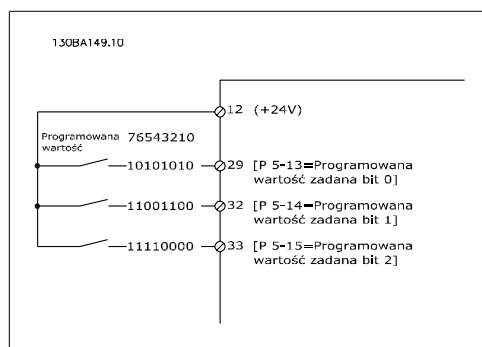 130BA149.10
12 (+24V)
Programowana 76543210
wartość
10101010 29 [P 5-13=Programowana
wartość zadana bit 0]
11001100 32 [P 5-14=Programowana
wartość zadana bit 1]
11110000 33 [P 5-15=Programowana
wartość zadana bit 2]